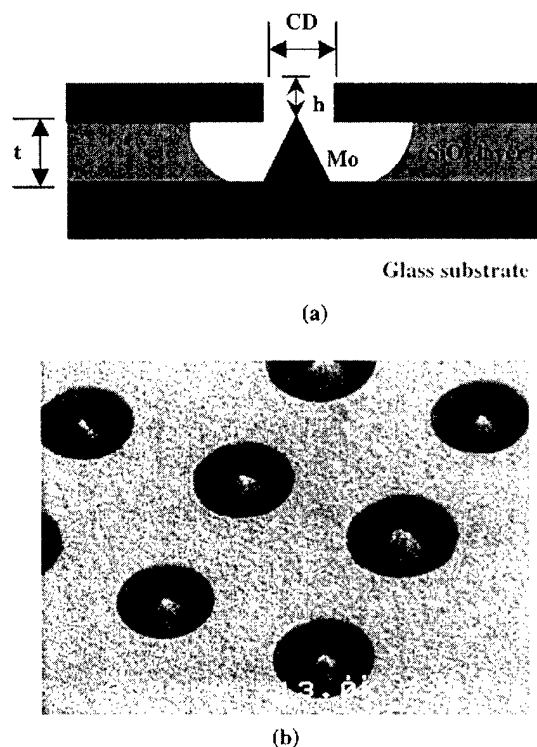 CD
h
t
Mo
SiO₂ layer
Glass substrate
(a)
(b)